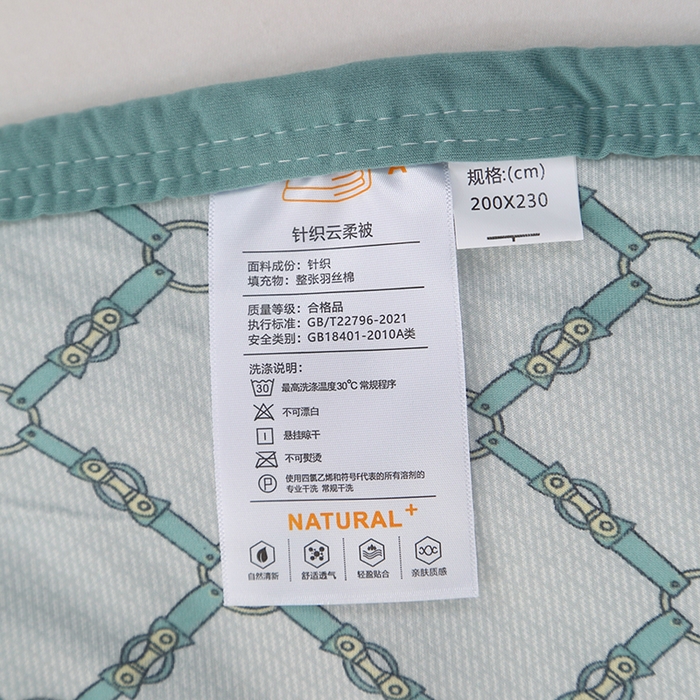 A
规格:(cm)
200X230
针织云柔被
面料成份：针织
填充物：整张羽丝棉
质量等级：合格品
执行标准：GB/T22796-2021
安全类别：GB18401-2010A类
洗涤说明：
30 最高洗涤温度30℃ 常规程序
不可漂白
悬挂晾干
不可熨烫
P 使用四氯乙烯和符号F代表的所有溶剂的
专业干洗 常规干洗
NATURAL+
自然清新 舒适透气 轻盈贴合 亲肤质感